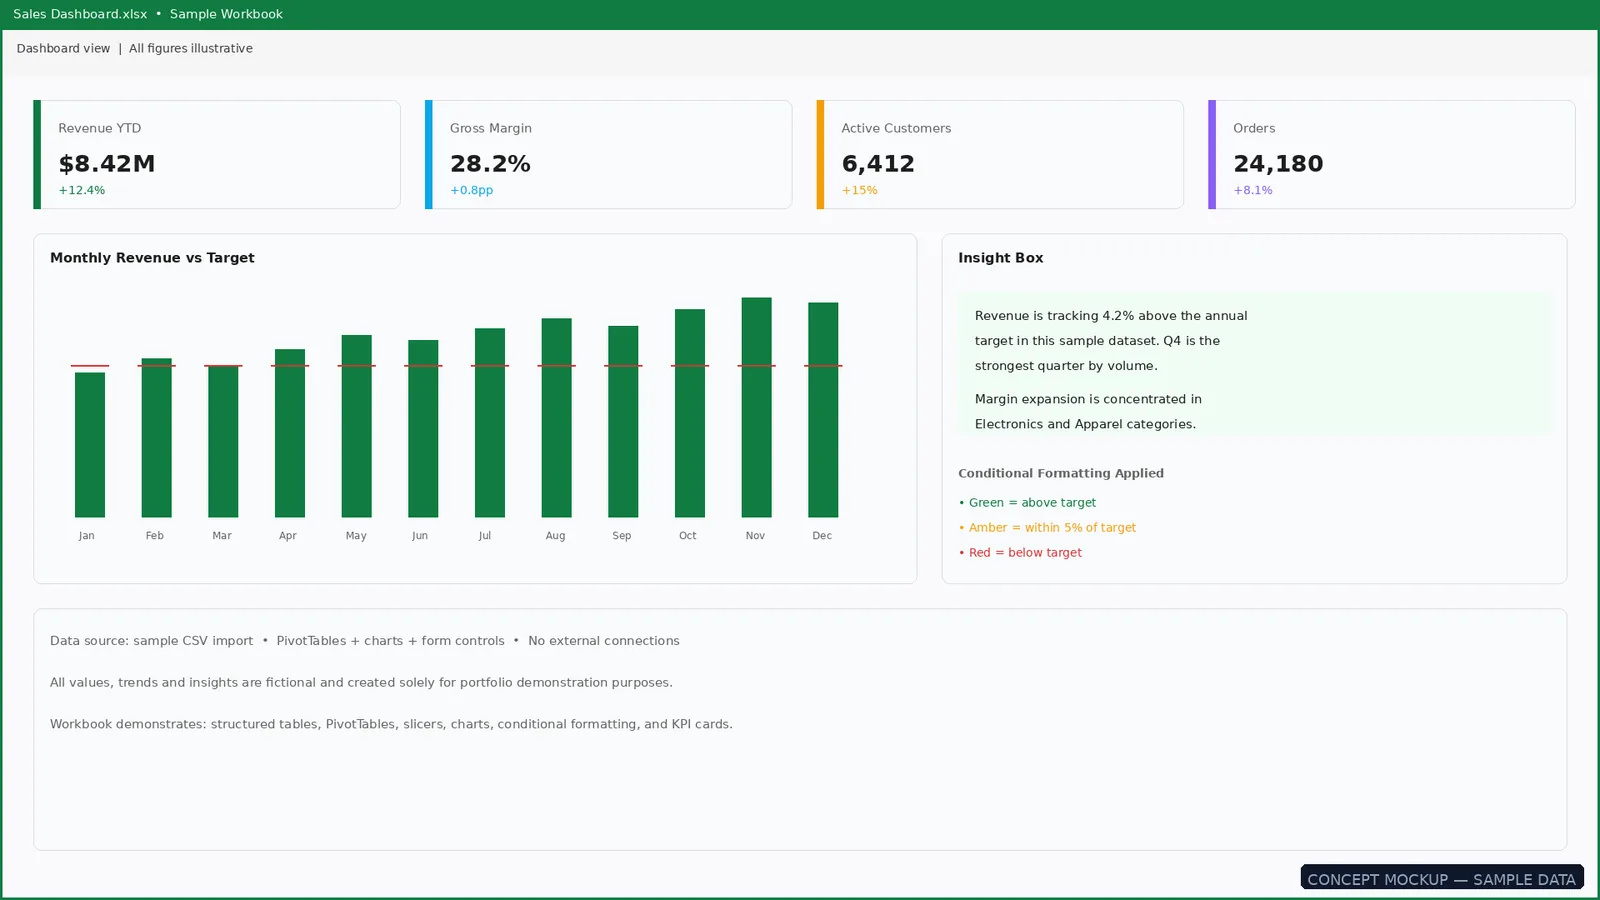 Sales Dashboard.xlsx • Sample Workbook
Dashboard view | All figures illustrative
Revenue YTD
$8.42M
+12.4%
Gross Margin
28.2%
+0.8pp
Active Customers
6,412
+15%
Orders
24,180
+8.1%
Monthly Revenue vs Target
Jan Feb Mar Apr May Jun Jul Aug Sep Oct Nov Dec
Insight Box
Revenue is tracking 4.2% above the annual
target in this sample dataset. Q4 is the
strongest quarter by volume.
Margin expansion is concentrated in
Electronics and Apparel categories.
Conditional Formatting Applied
• Green = above target
• Amber = within 5% of target
• Red = below target
Data source: sample CSV import • PivotTables + charts + form controls • No external connections
All values, trends and insights are fictional and created solely for portfolio demonstration purposes.
Workbook demonstrates: structured tables, PivotTables, slicers, charts, conditional formatting, and KPI cards.
CONCEPT MOCKUP — SAMPLE DATA